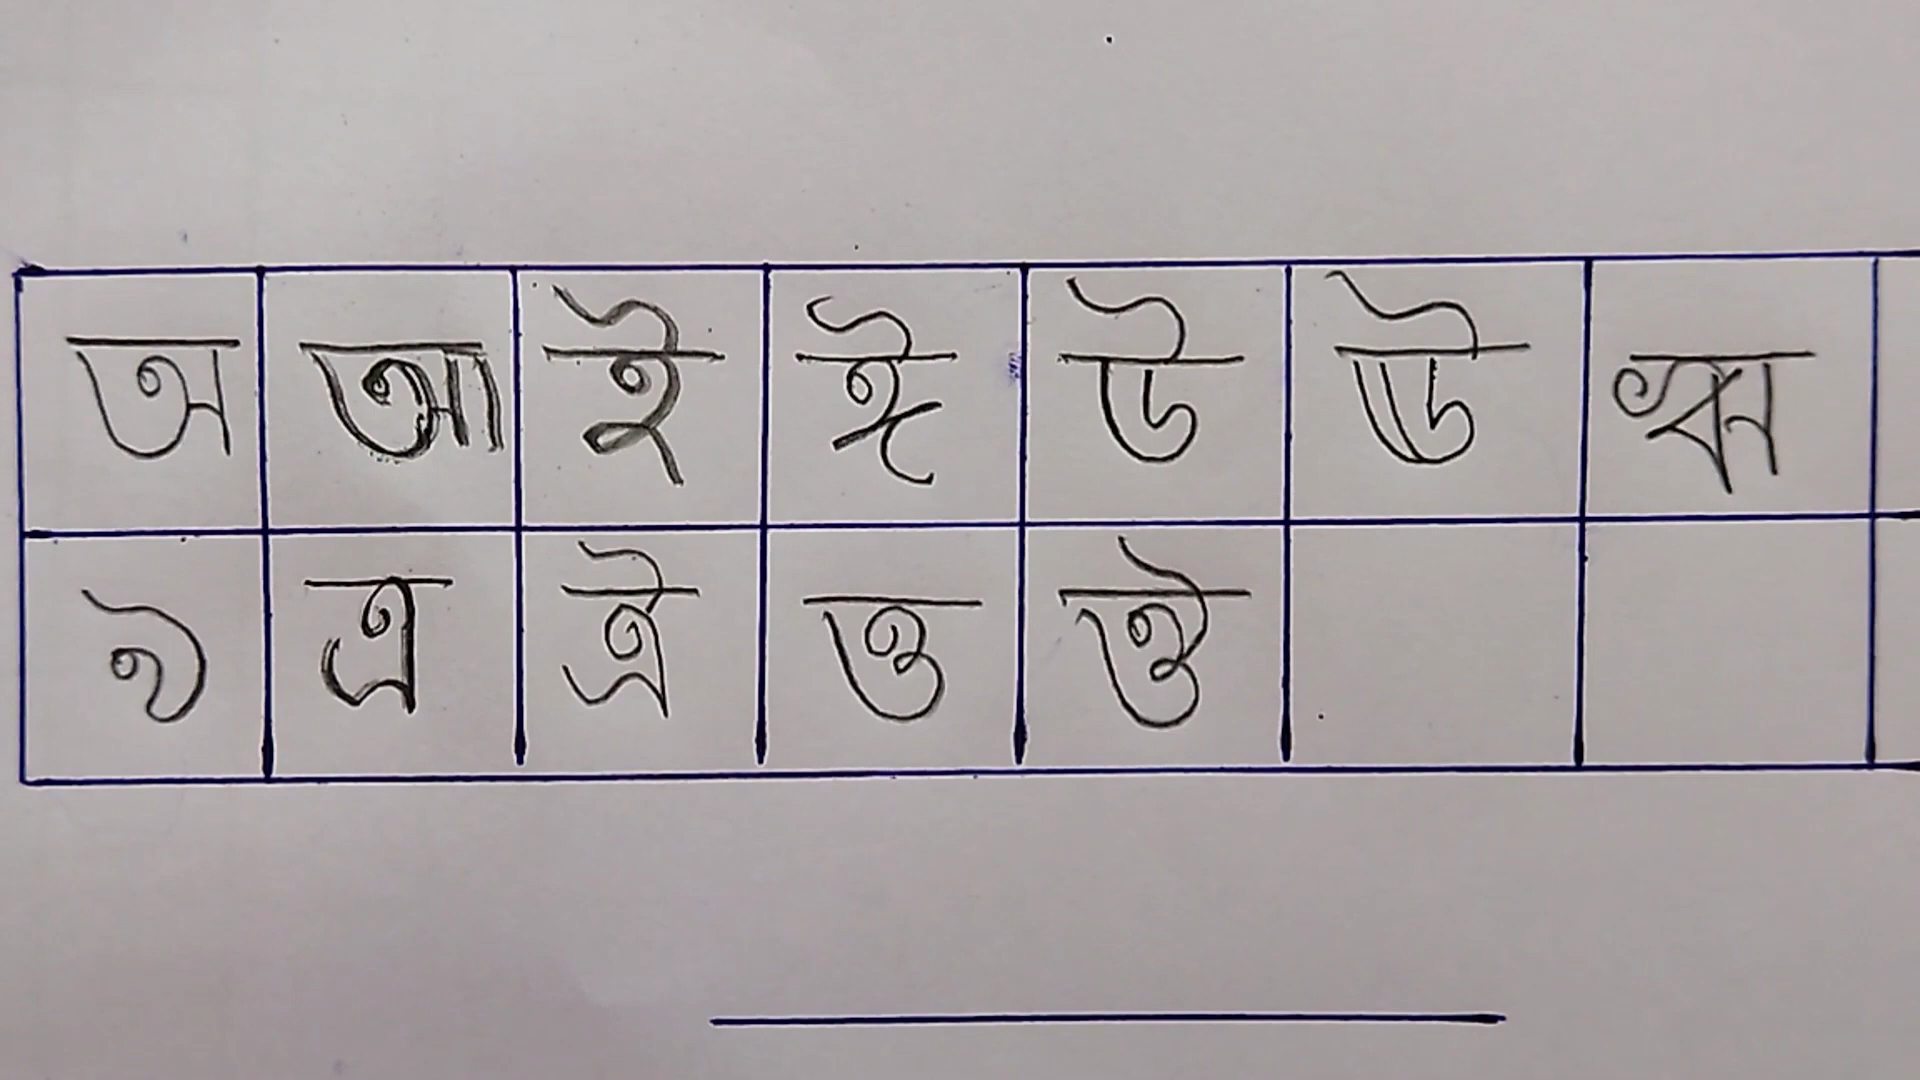 অ আ ই ঈ উ ঊ ঋ
ঌ এ ঐ ও ঔ